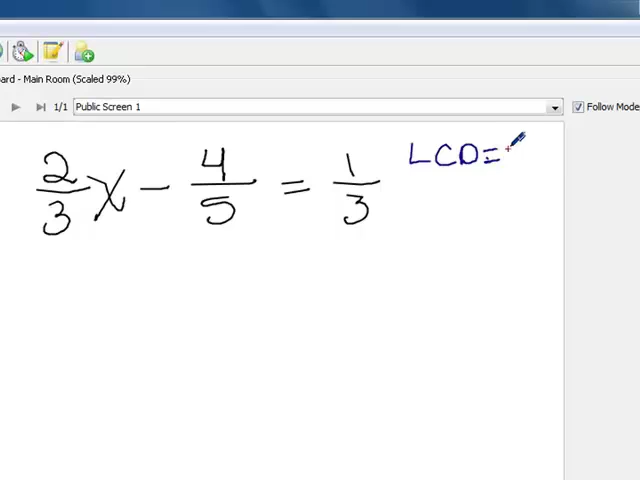 ard - Main Room (Scaled 99%)
1/1 Public Screen 1 Follow Mode
2/3 x - 4/5 = 1/3 LCD=